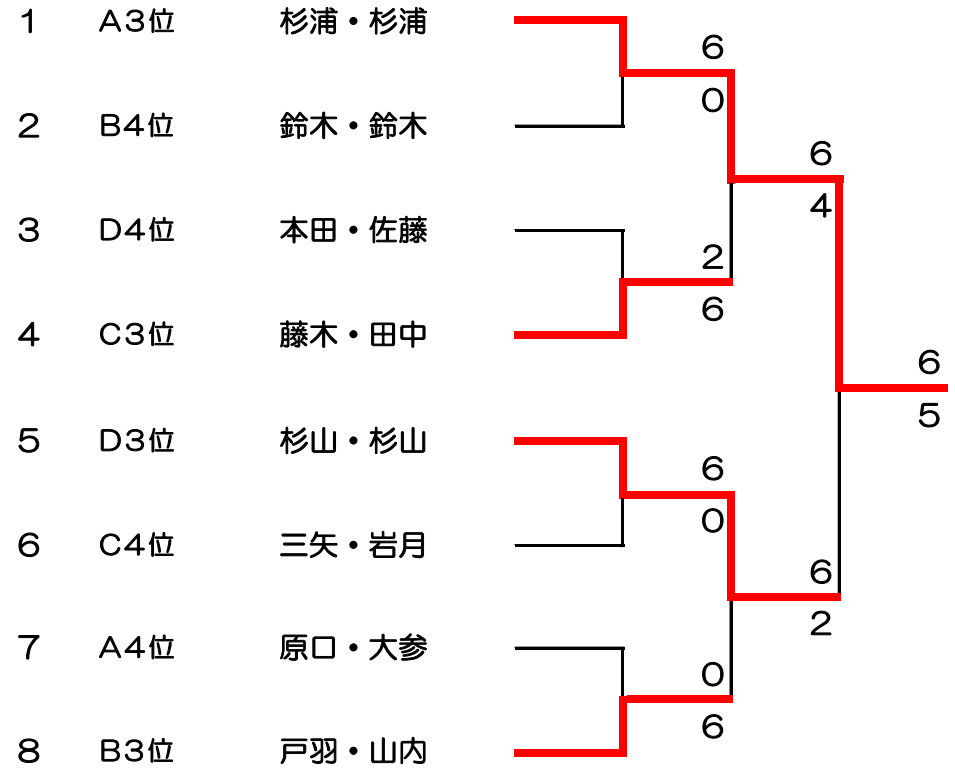 1 A3位 杉浦・杉浦
6
0
2 B4位 鈴木・鈴木
6
4
3 D4位 本田・佐藤
2
6
4 C3位 藤木・田中
6
5
5 D3位 杉山・杉山
6
0
6 C4位 三矢・岩月
6
2
7 A4位 原口・大参
0
6
8 B3位 戸羽・山内